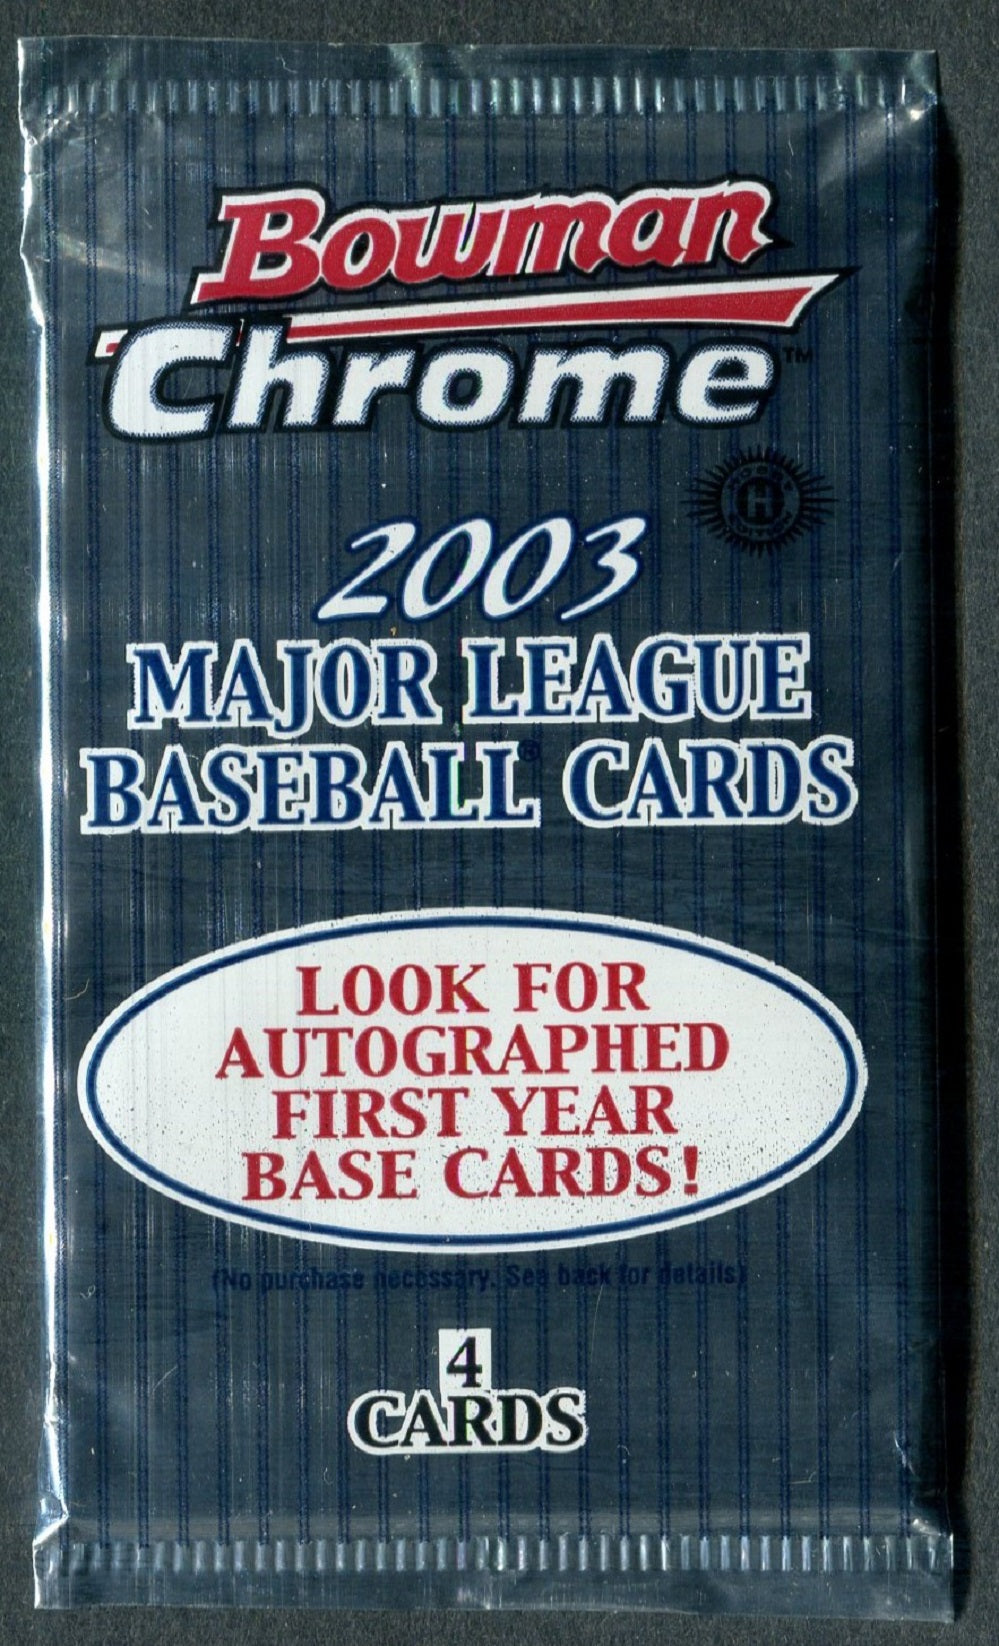 Bowman
Chrome™
2003
MAJOR LEAGUE
BASEBALL® CARDS
LOOK FOR
AUTOGRAPHED
FIRST YEAR
BASE CARDS!
(No purchase necessary. See back for details)
4
CARDS